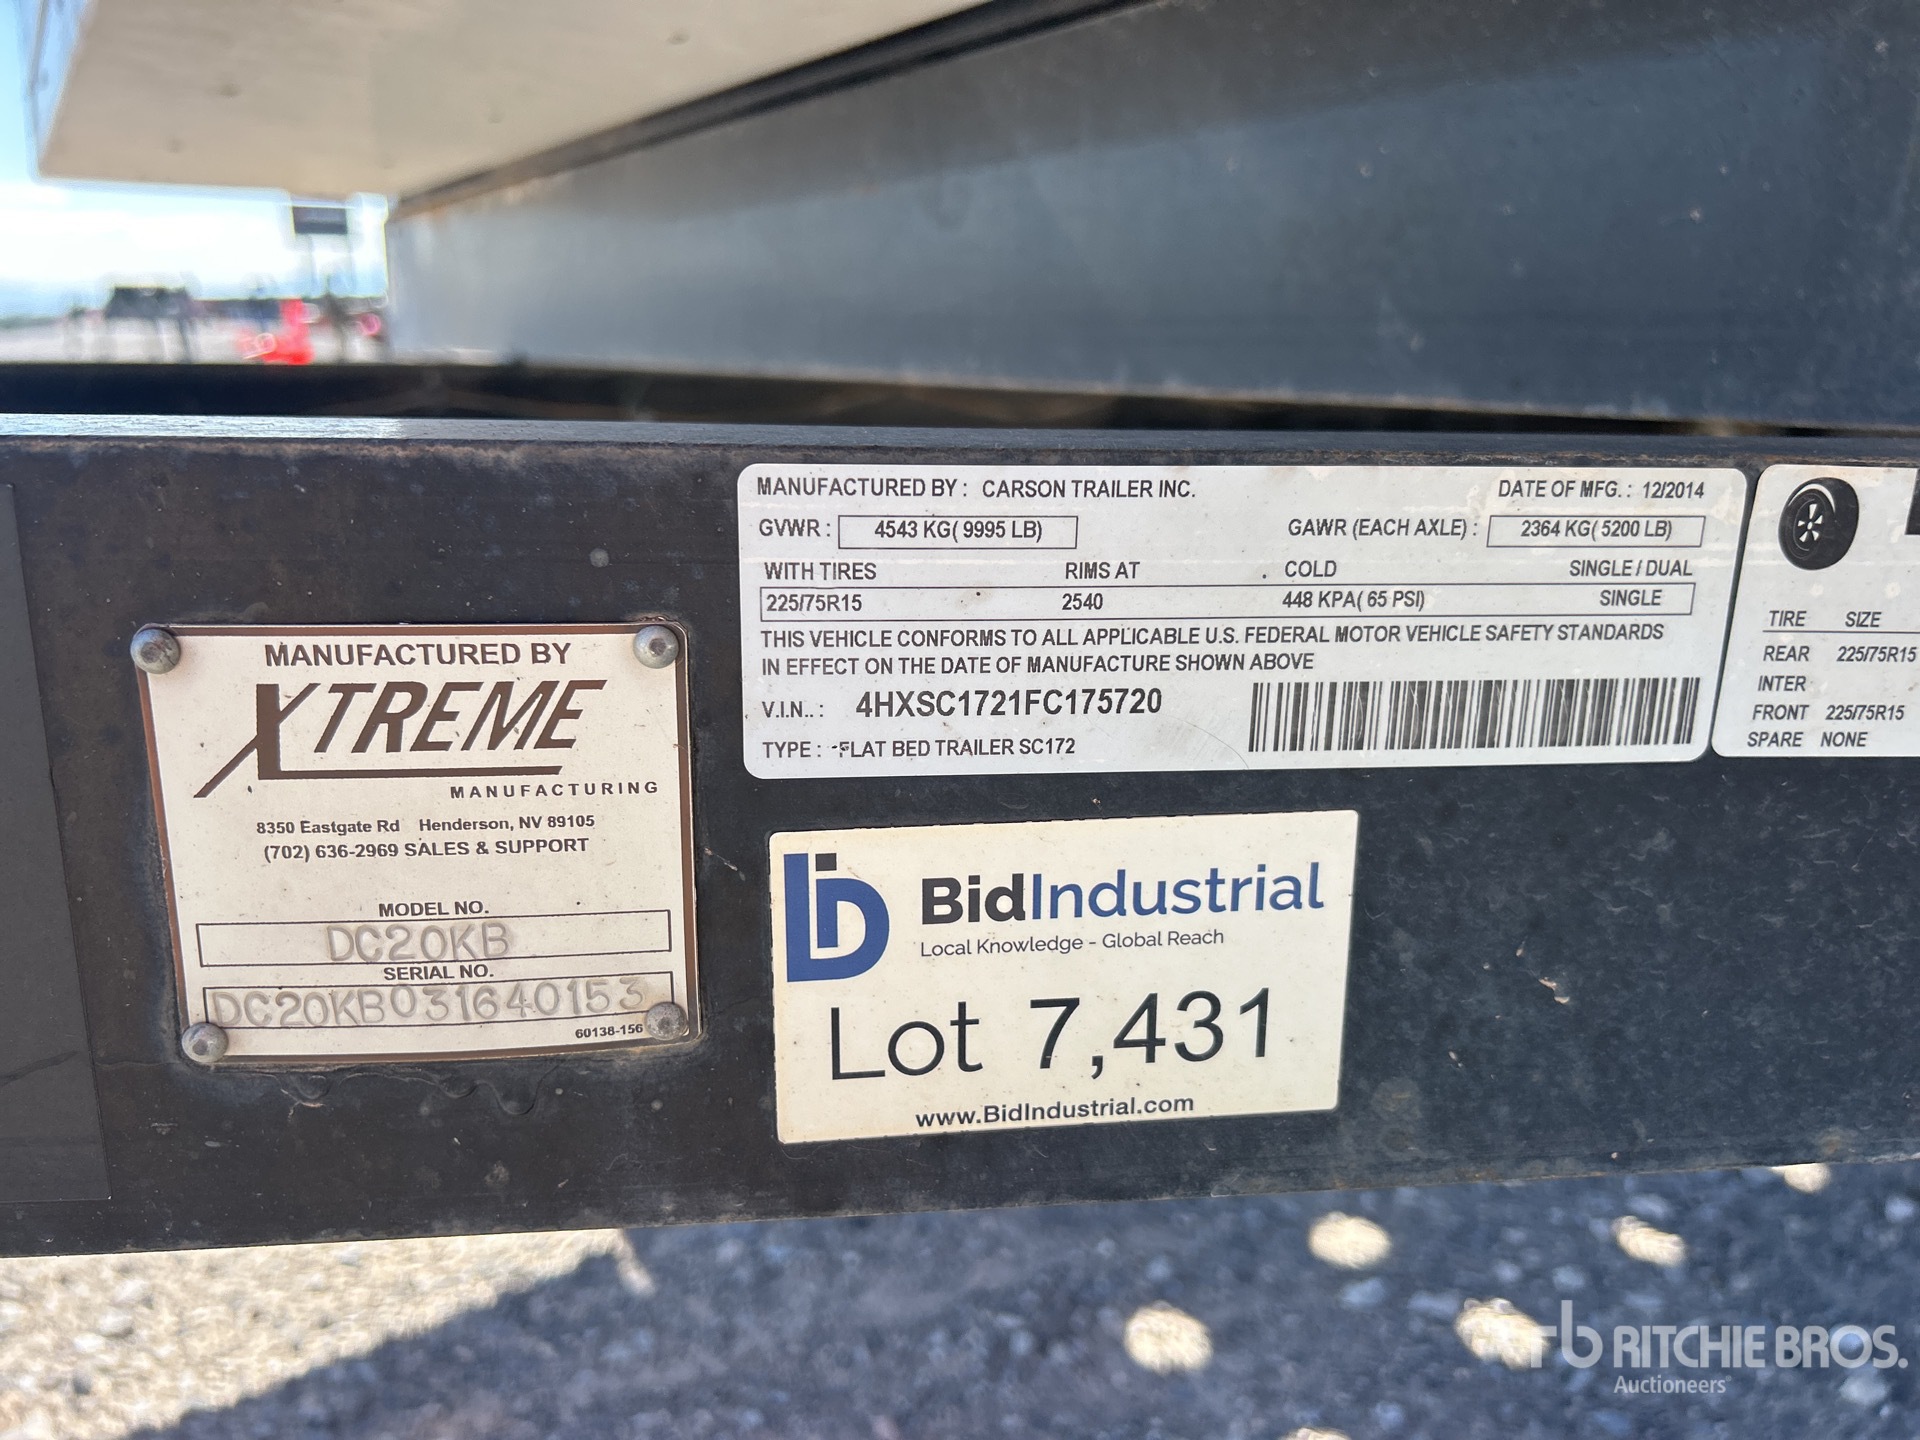 MANUFACTURED BY : CARSON TRAILER INC. DATE OF MFG. : 12/2014
GVWR : 4543 KG( 9995 LB) GAWR (EACH AXLE) : 2364 KG( 5200 LB)
WITH TIRES RIMS AT COLD SINGLE / DUAL
225/75R15 2540 448 KPA( 65 PSI) SINGLE
THIS VEHICLE CONFORMS TO ALL APPLICABLE U.S. FEDERAL MOTOR VEHICLE SAFETY STANDARDS
IN EFFECT ON THE DATE OF MANUFACTURE SHOWN ABOVE
V.I.N.. : 4HXSC1721FC175720
TYPE : FLAT BED TRAILER SC172
TIRE SIZE
REAR 225/75R15
INTER
FRONT 225/75R15
SPARE NONE
MANUFACTURED BY
XTREME
MANUFACTURING
8350 Eastgate Rd Henderson, NV 89105
(702) 636-2969 SALES & SUPPORT
MODEL NO.
DC20KB
SERIAL NO.
DC20KB031640153
60138-156
BidIndustrial
Local Knowledge - Global Reach
Lot 7,431
www.BidIndustrial.com
rb RITCHIE BROS.
Auctioneers